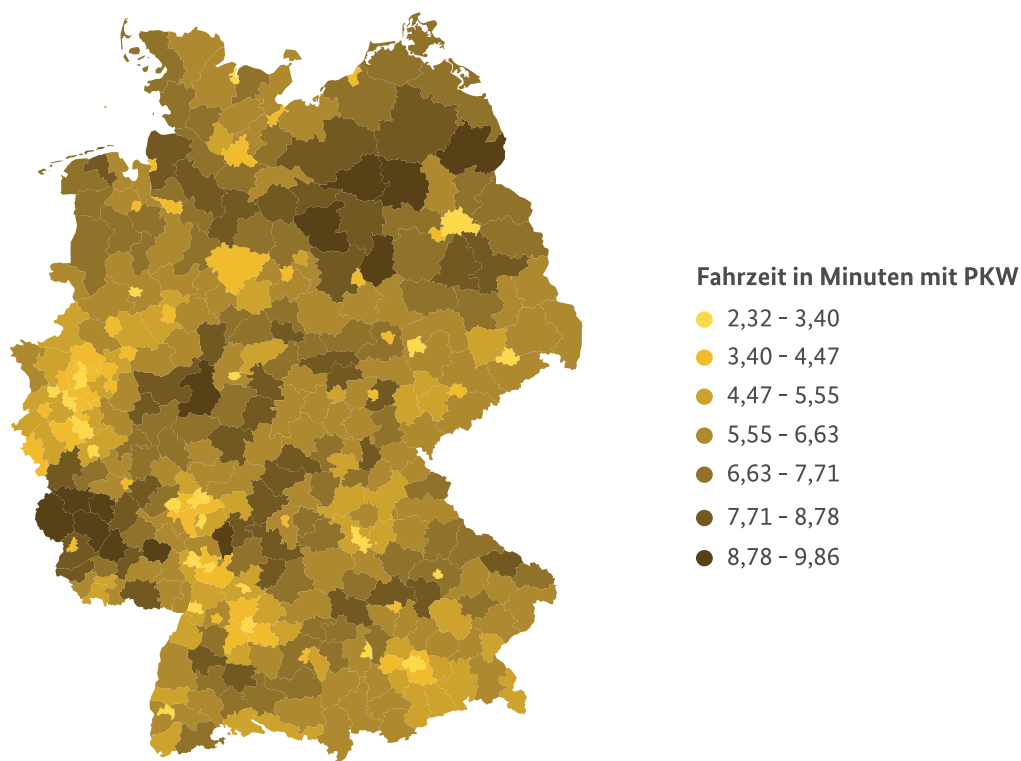 Fahrzeit in Minuten mit PKW
2,32 – 3,40
3,40 – 4,47
4,47 – 5,55
5,55 – 6,63
6,63 – 7,71
7,71 – 8,78
8,78 – 9,86